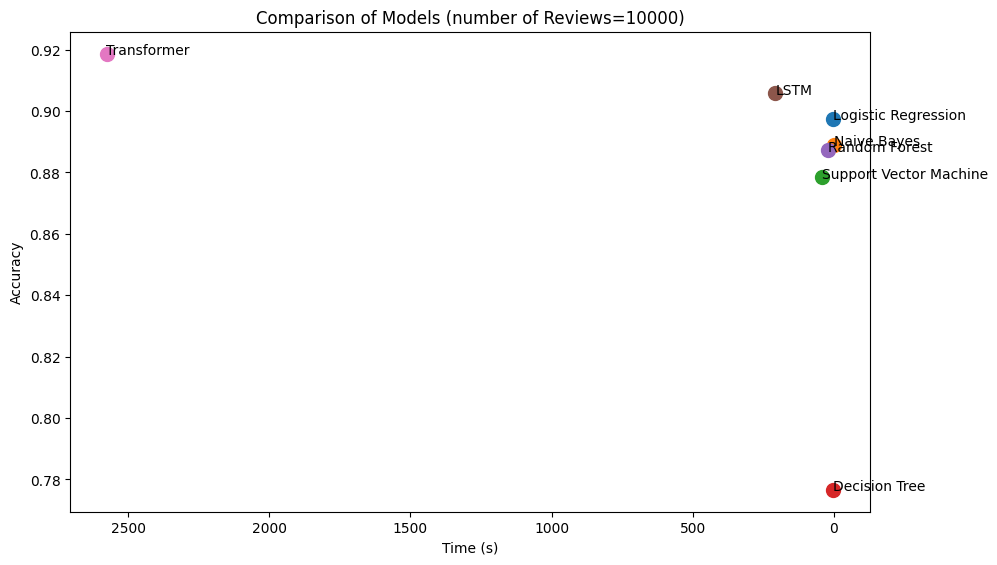 Comparison of Models (number of Reviews=10000)
Accuracy
0.92
0.90
0.88
0.86
0.84
0.82
0.80
0.78
Transformer
LSTM
Logistic Regression
Naive Bayes
Random Forest
Support Vector Machine
Decision Tree
2500 2000 1500 1000 500 0
Time (s)